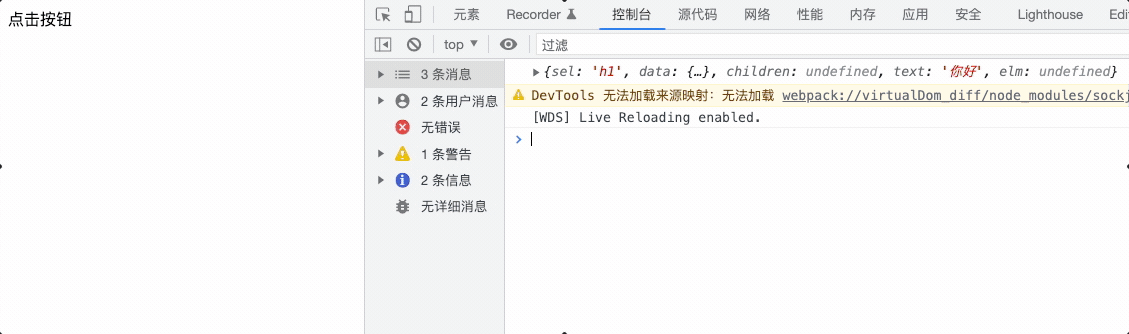 点击按钮
元素 Recorder 控制台 源代码 网络 性能 内存 应用 安全 Lighthouse Edi
top 过滤
3 条消息
2 条用户消息
无错误
1 条警告
2 条信息
无详细消息
{sel: 'h1', data: {…}, children: undefined, text: '你好', elm: undefined}
DevTools 无法加载来源映射: 无法加载 webpack://virtualDom_diff/node_modules/sockj
[WDS] Live Reloading enabled.